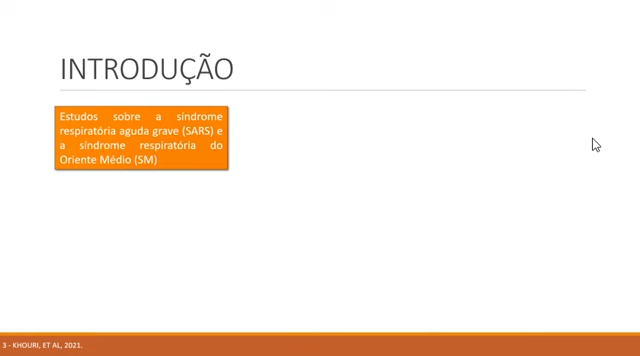 INTRODUÇÃO
Estudos sobre a síndrome
respiratória aguda grave (SARS) e
a síndrome respiratória do
Oriente Médio (SM)
3 - KHOURI, ET AL, 2021.